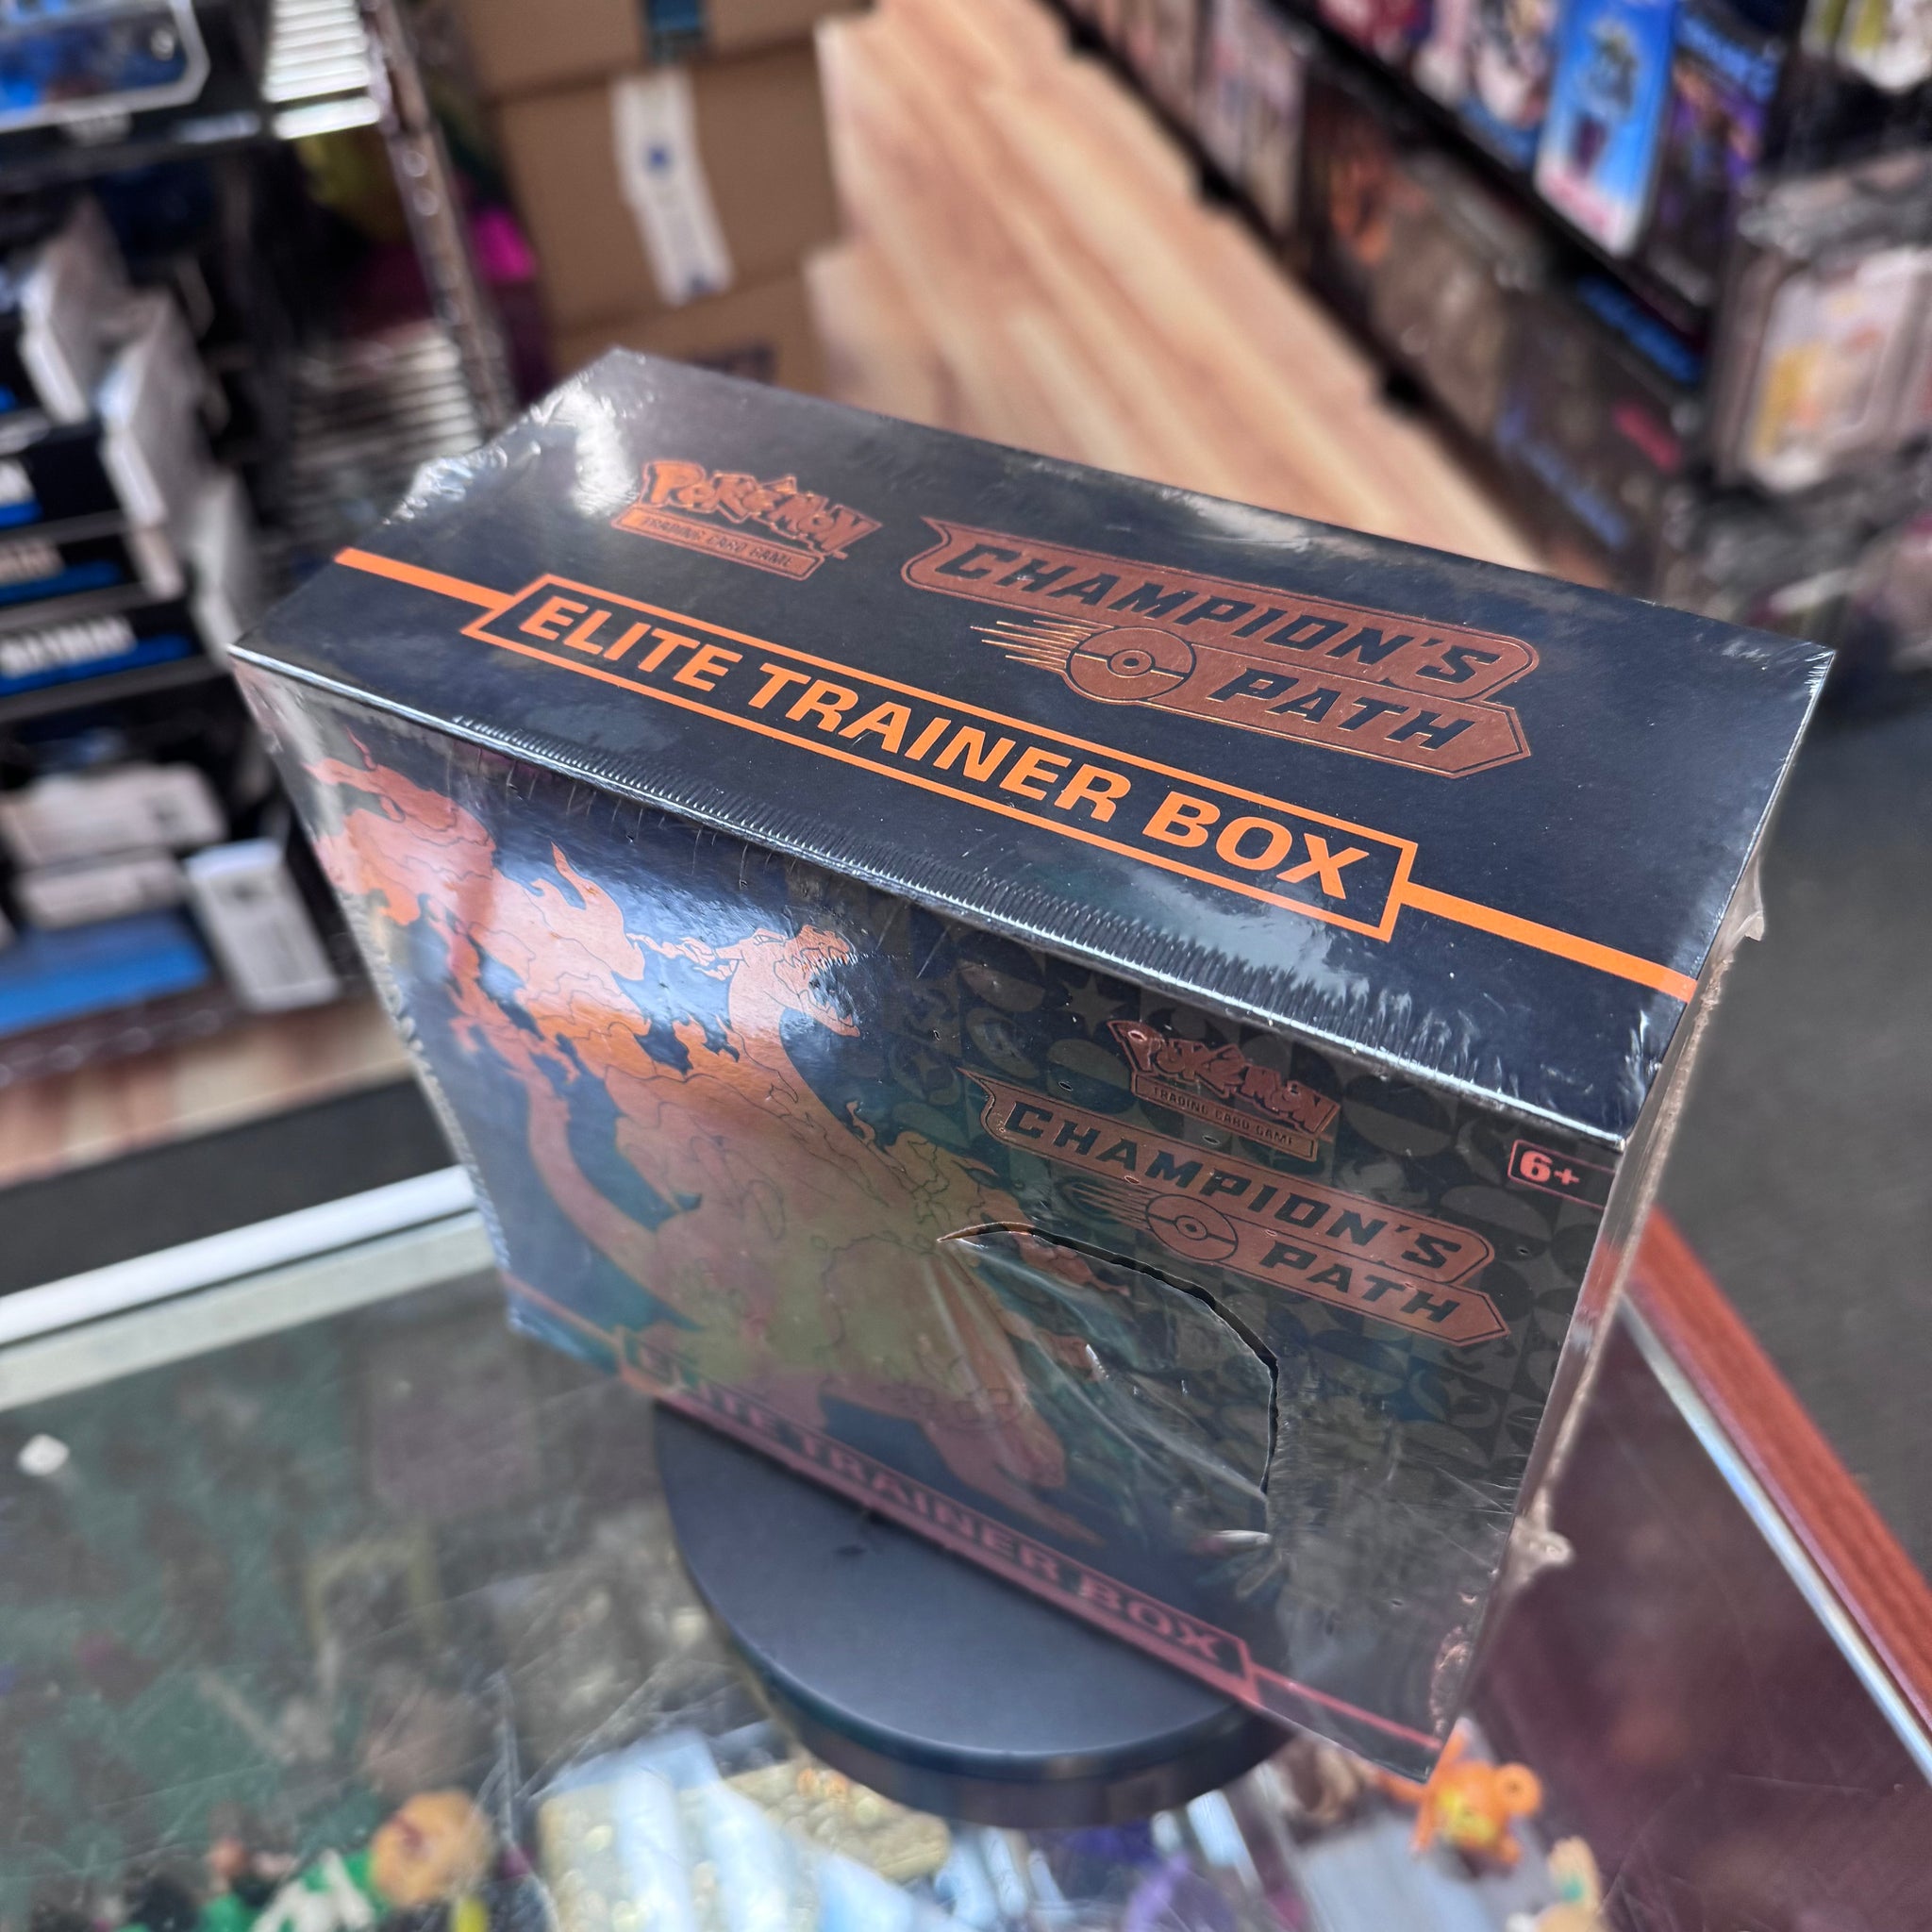 Pokémon
TRADING CARD GAME
CHAMPION'S
PATH
ELITE TRAINER BOX
Pokémon
TRADING CARD GAME
CHAMPION'S
PATH
6+
ELITE TRAINER BOX
BATMAN